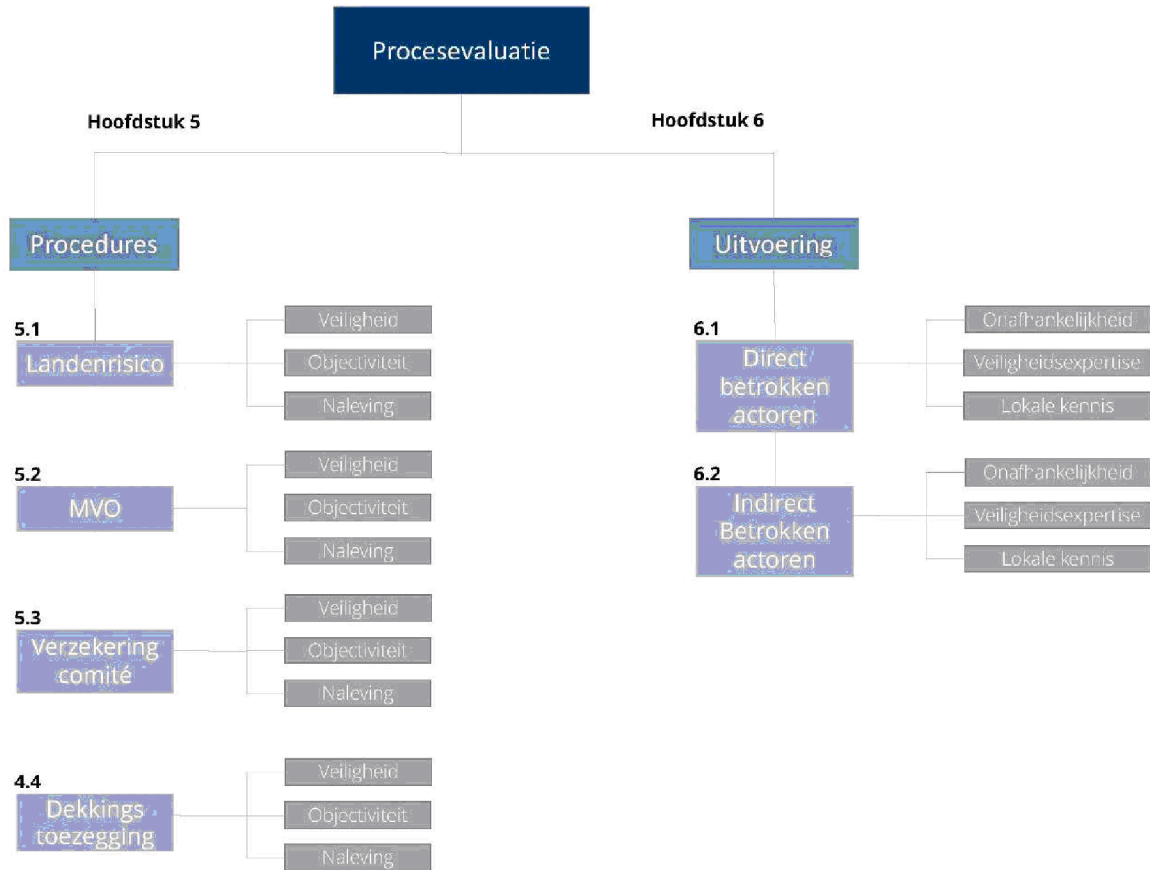 Procesevaluatie
Hoofdstuk 5
Hoofdstuk 6
Procedures
Uitvoering
5.1
Landenrisico
Veiligheid
Objectiviteit
Naleving
5.2
MVO
Veiligheid
Objectiviteit
Naleving
5.3
Verzekering
comité
Veiligheid
Objectiviteit
Naleving
4.4
Dekkings
toezegging
Veiligheid
Objectiviteit
Naleving
6.1
Direct
betrokken
actoren
Onafhankelijkheid
Veiligheidsexpertise
Lokale kennis
6.2
Indirect
Betrokken
actoren
Onafhankelijkheid
Veiligheidsexpertise
Lokale kennis